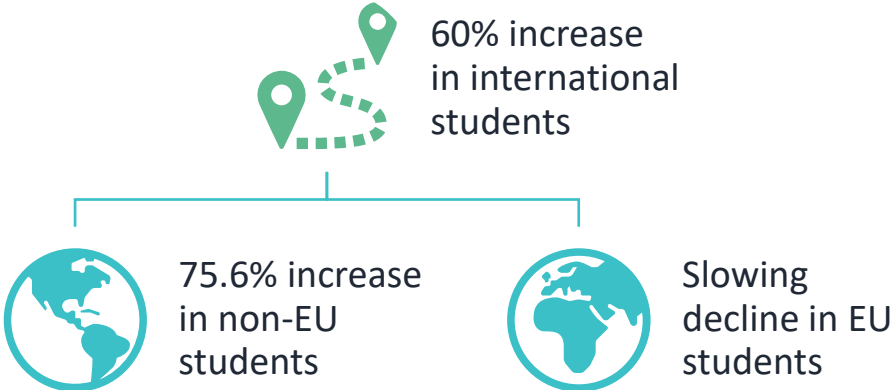 60% increase
in international
students
75.6% increase
in non-EU
students
Slowing
decline in EU
students